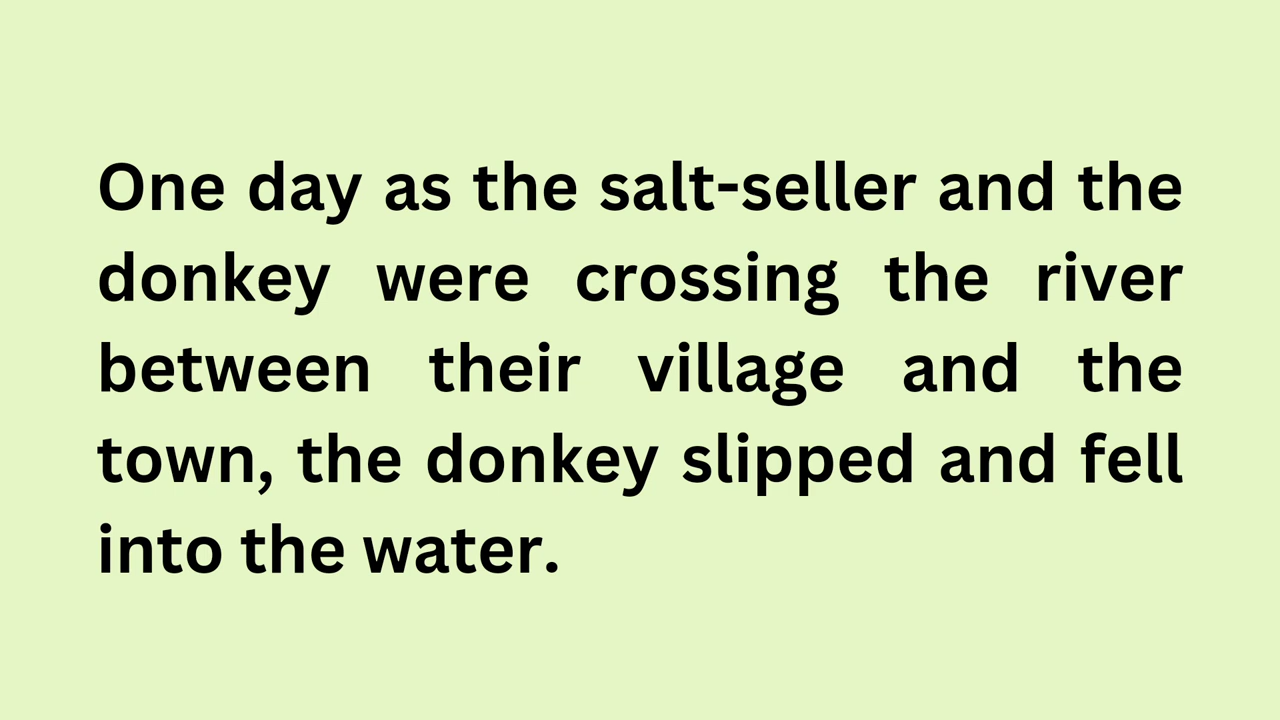 One day as the salt-seller and the
donkey were crossing the river
between their village and the
town, the donkey slipped and fell
into the water.